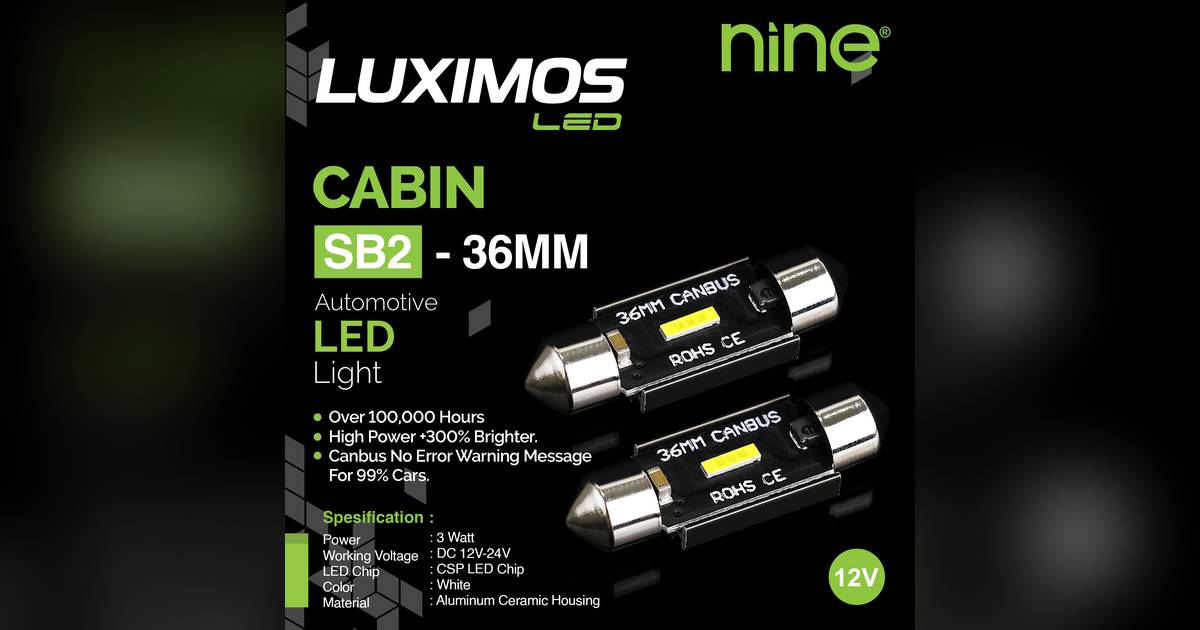 nine®
LUXIMOS
LED
CABIN
SB2 - 36MM
Automotive
LED
Light
Over 100,000 Hours
High Power +300% Brighter.
Canbus No Error Warning Message
For 99% Cars.
Spesification :
Power : 3 Watt
Working Voltage : DC 12V-24V
LED Chip : CSP LED Chip
Color : White
Material : Aluminum Ceramic Housing
36MM CANBUS
ROHS CE
36MM CANBUS
ROHS CE
12V